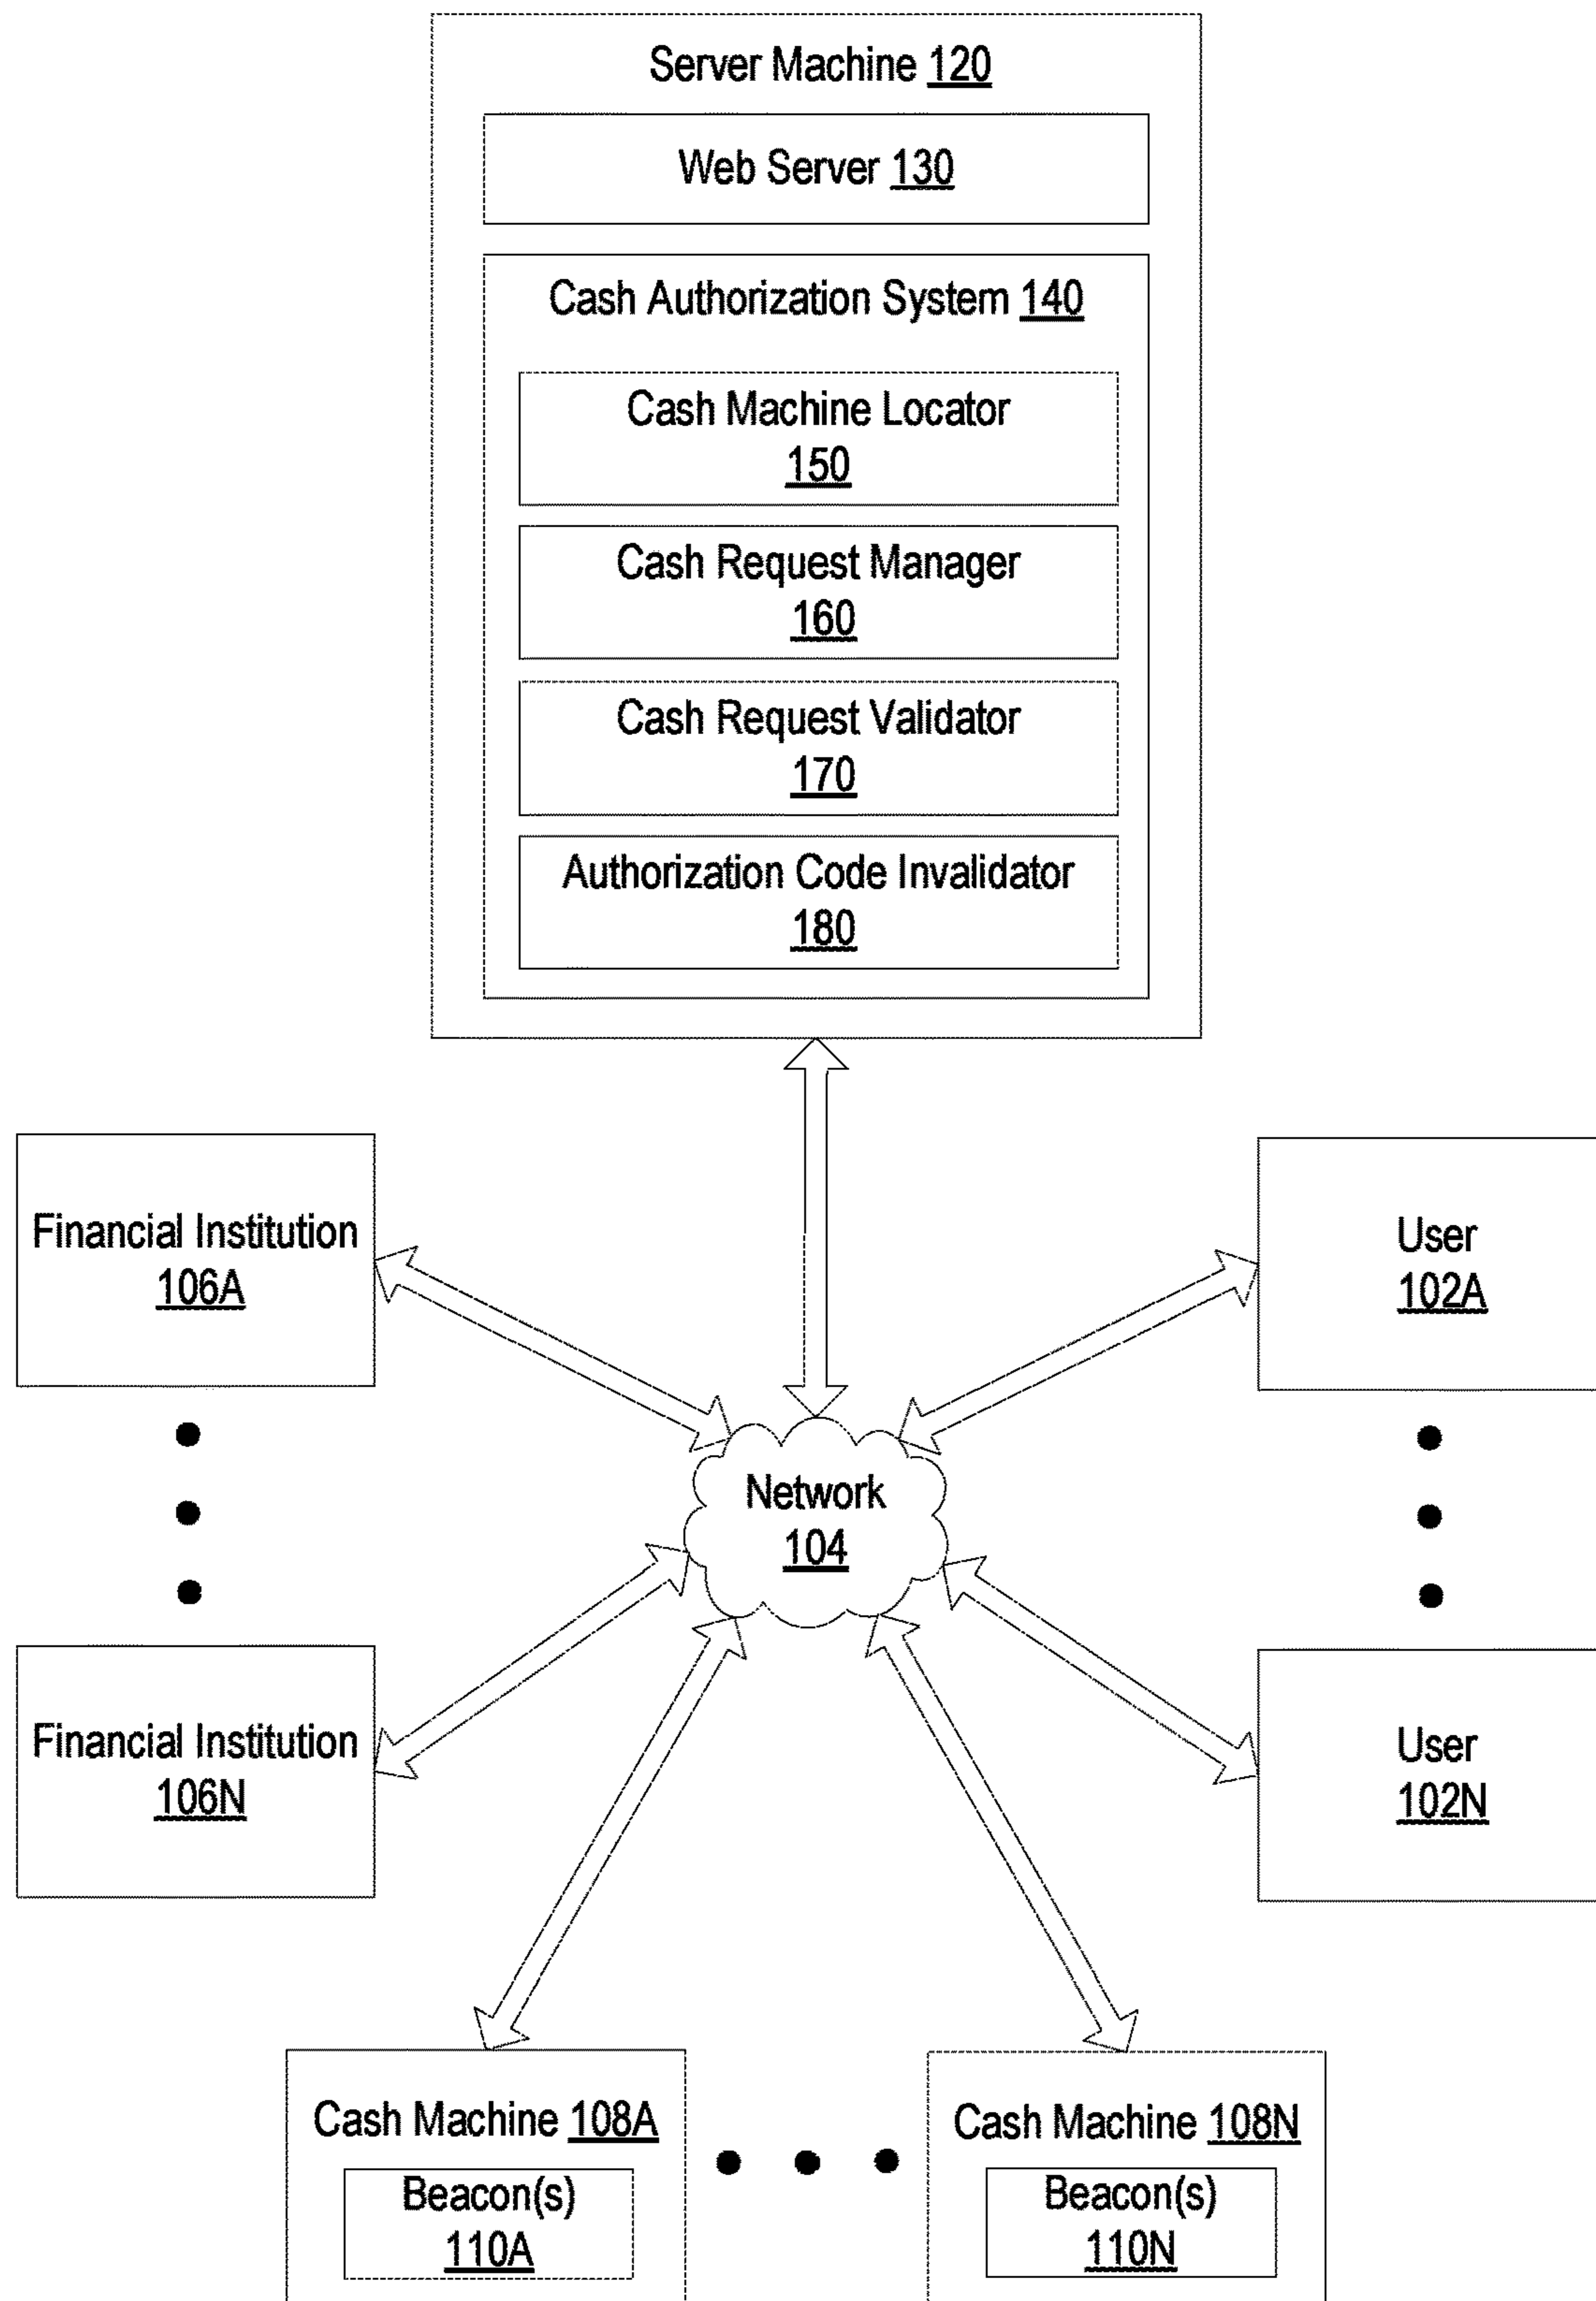 Server Machine 120
Web Server 130
Cash Authorization System 140
Cash Machine Locator
150
Cash Request Manager
160
Cash Request Validator
170
Authorization Code Invalidator
180
Financial Institution
106A
User
102A
Network
104
Financial Institution
106N
User
102N
Cash Machine 108A
Beacon(s)
110A
Cash Machine 108N
Beacon(s)
110N